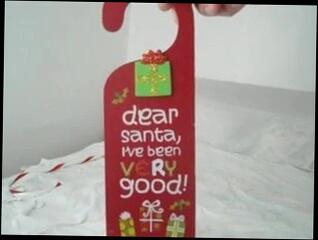 dear
santa,
I've been
VERY
good!